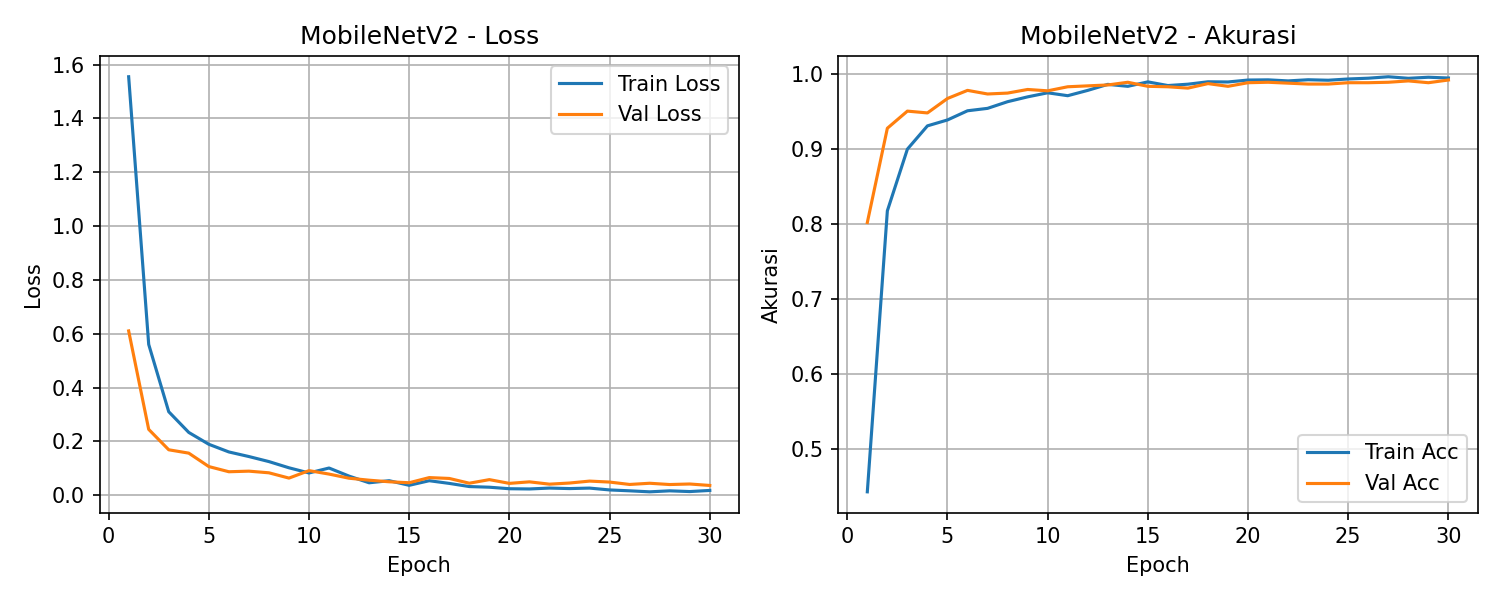 MobileNetV2 - Loss
1.6
1.4
1.2
1.0
0.8
0.6
0.4
0.2
0.0
Loss
Train Loss
Val Loss
0 5 10 15 20 25 30
Epoch
MobileNetV2 - Akurasi
1.0
0.9
0.8
0.7
0.6
0.5
Akurasi
Train Acc
Val Acc
0 5 10 15 20 25 30
Epoch